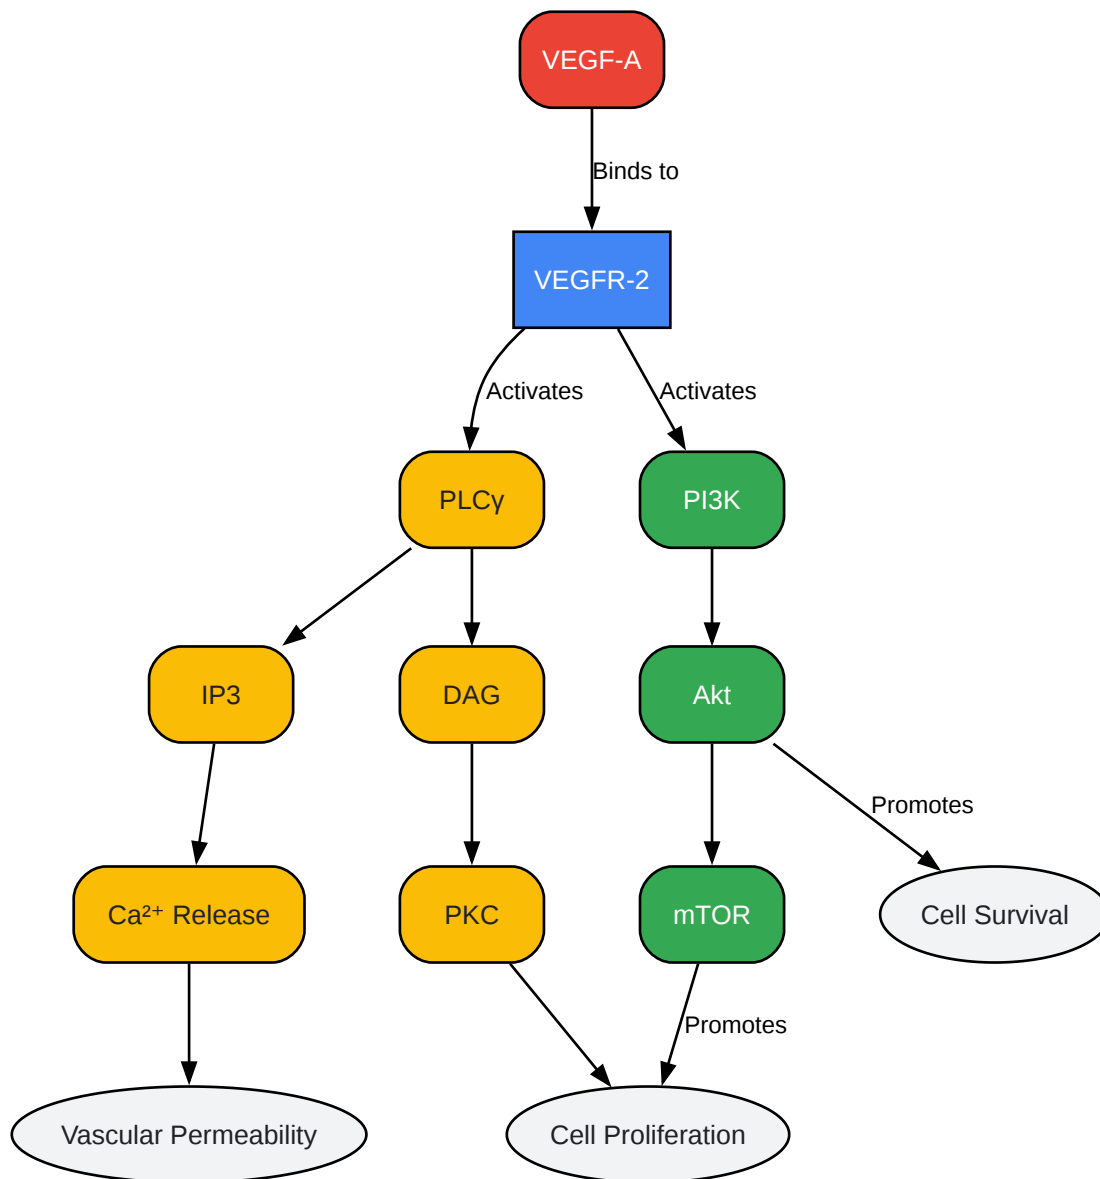 VEGF-A
Binds to
VEGFR-2
Activates
Activates
PLCγ
PI3K
IP3
DAG
Akt
Promotes
Ca²⁺ Release
PKC
mTOR
Cell Survival
Promotes
Vascular Permeability
Cell Proliferation